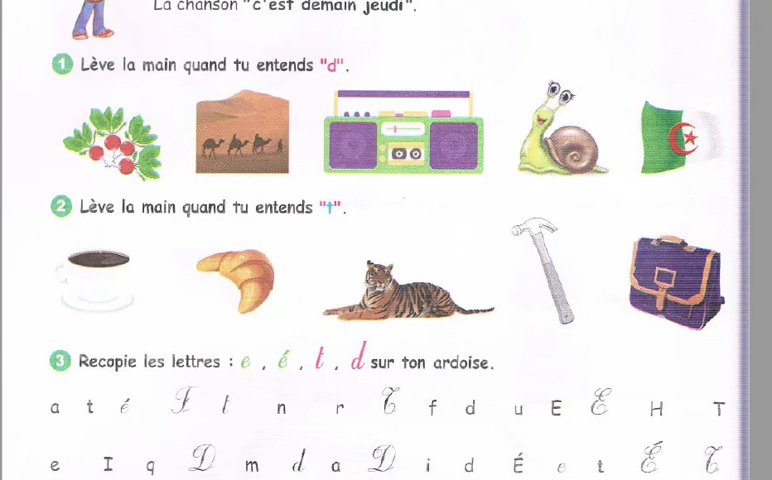 La chanson "c'est demain jeudi".
1 Lève la main quand tu entends "d".
2 Lève la main quand tu entends "t".
3 Recopie les lettres : e , é , t , d sur ton ardoise.
a t é I t n r T f d u E E H T
e I q D m d a D i d É e t É T